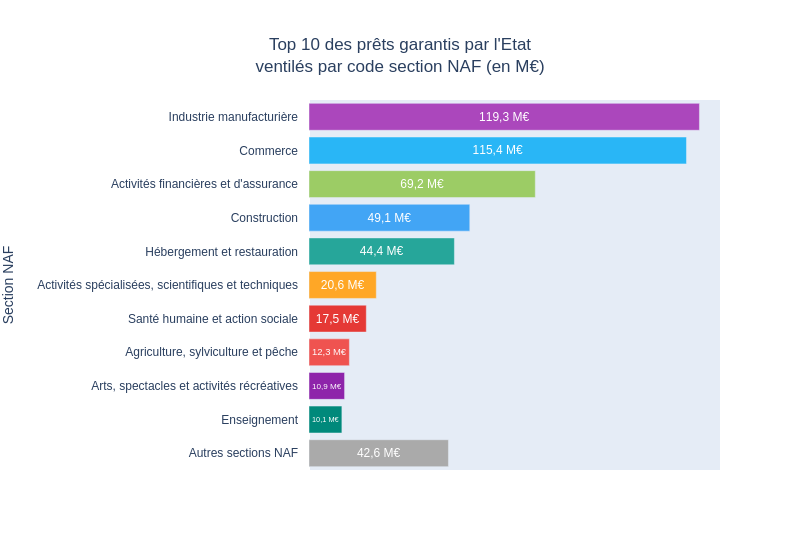 Top 10 des prêts garantis par l'Etat
ventilés par code section NAF (en M€)
Section NAF
Industrie manufacturière 119,3 M€
Commerce 115,4 M€
Activités financières et d'assurance 69,2 M€
Construction 49,1 M€
Hébergement et restauration 44,4 M€
Activités spécialisées, scientifiques et techniques 20,6 M€
Santé humaine et action sociale 17,5 M€
Agriculture, sylviculture et pêche 12,3 M€
Arts, spectacles et activités récréatives 10,9 M€
Enseignement 10,1 M€
Autres sections NAF 42,6 M€